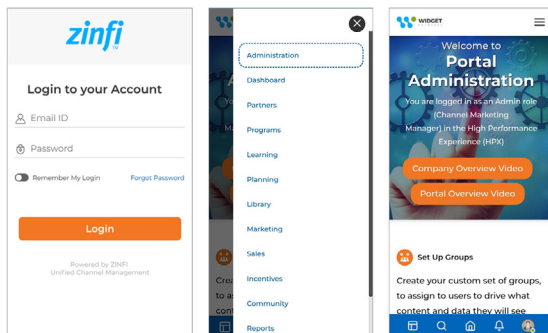 zinfi
Login to your Account
Email ID
Password
Remember My Login
Forgot Password
Login
Powered by ZINFI
Unified Channel Management
Administration
Dashboard
Partners
Programs
Learning
Planning
Library
Marketing
Sales
Incentives
Community
Reports
WIDGET
Welcome to
Portal
Administration
You are logged in as an Admin role
(Channel Marketing
Manager) in the High Performance
Experience (HPX)
Company Overview Video
Portal Overview Video
Set Up Groups
Create your custom set of groups,
to assign to users to drive what
content and data they will see